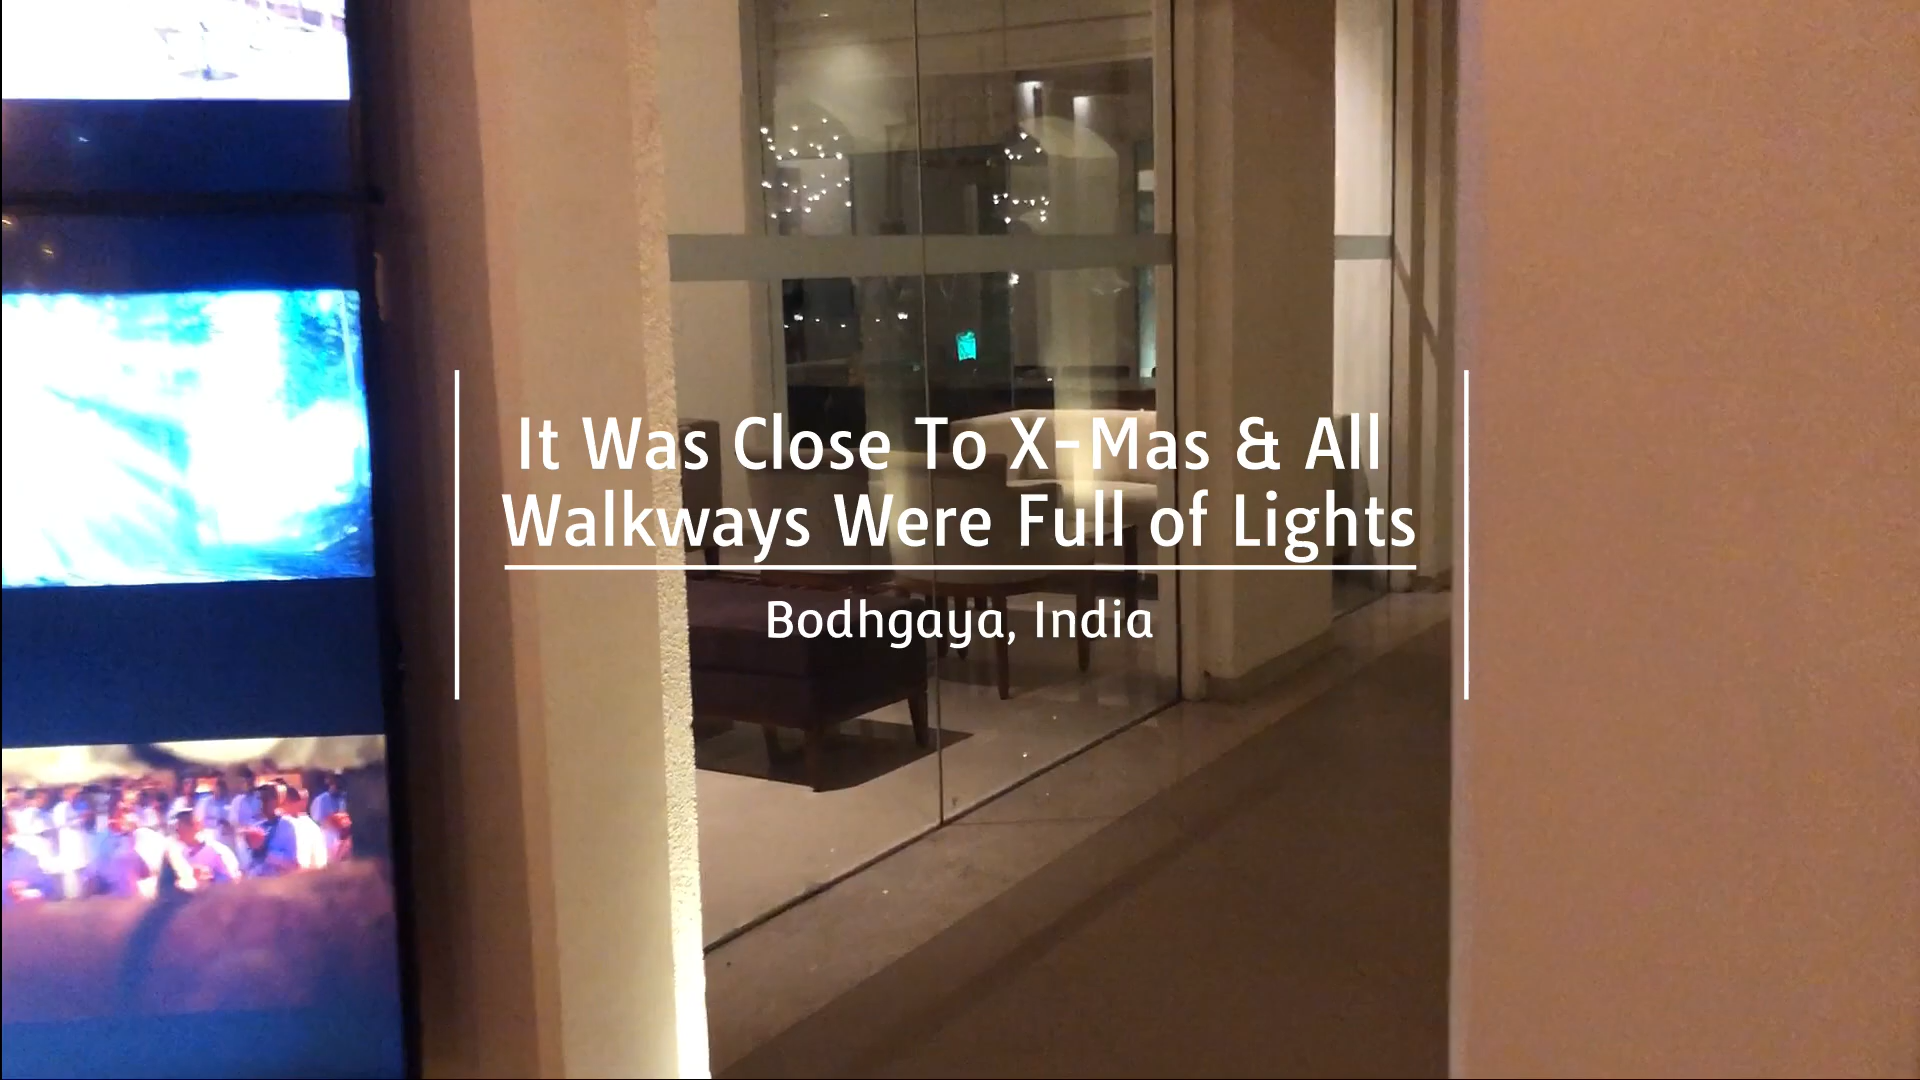 It Was Close To X-Mas & All
Walkways Were Full of Lights
Bodhgaya, India